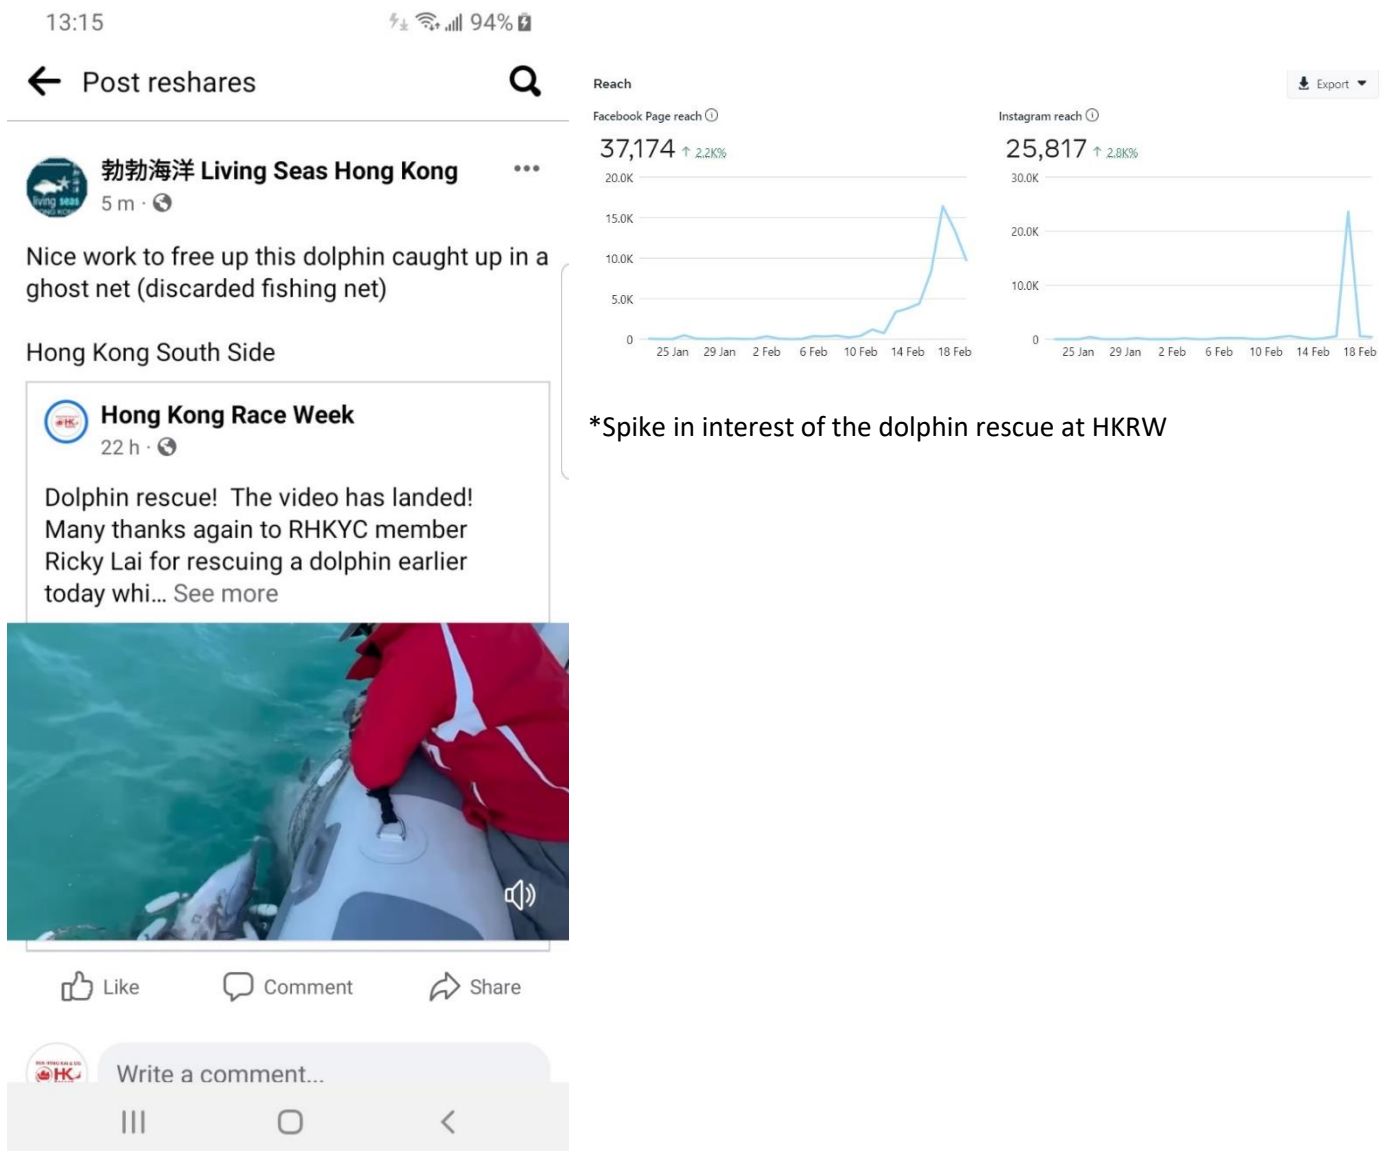 13:15
94%
Post reshares
勃勃海洋 Living Seas Hong Kong
5 m ·
Nice work to free up this dolphin caught up in a
ghost net (discarded fishing net)
Hong Kong South Side
Hong Kong Race Week
22 h ·
Dolphin rescue!  The video has landed!
Many thanks again to RHKYC member
Ricky Lai for rescuing a dolphin earlier
today whi... See more
Like
Comment
Share
HK
Write a comment...
Reach
Export
Facebook Page reach
37,174 ↑ 2.2K%
20.0K
15.0K
10.0K
5.0K
0
25 Jan 29 Jan 2 Feb 6 Feb 10 Feb 14 Feb 18 Feb
Instagram reach
25,817 ↑ 2.8K%
30.0K
20.0K
10.0K
0
25 Jan 29 Jan 2 Feb 6 Feb 10 Feb 14 Feb 18 Feb
*Spike in interest of the dolphin rescue at HKRW